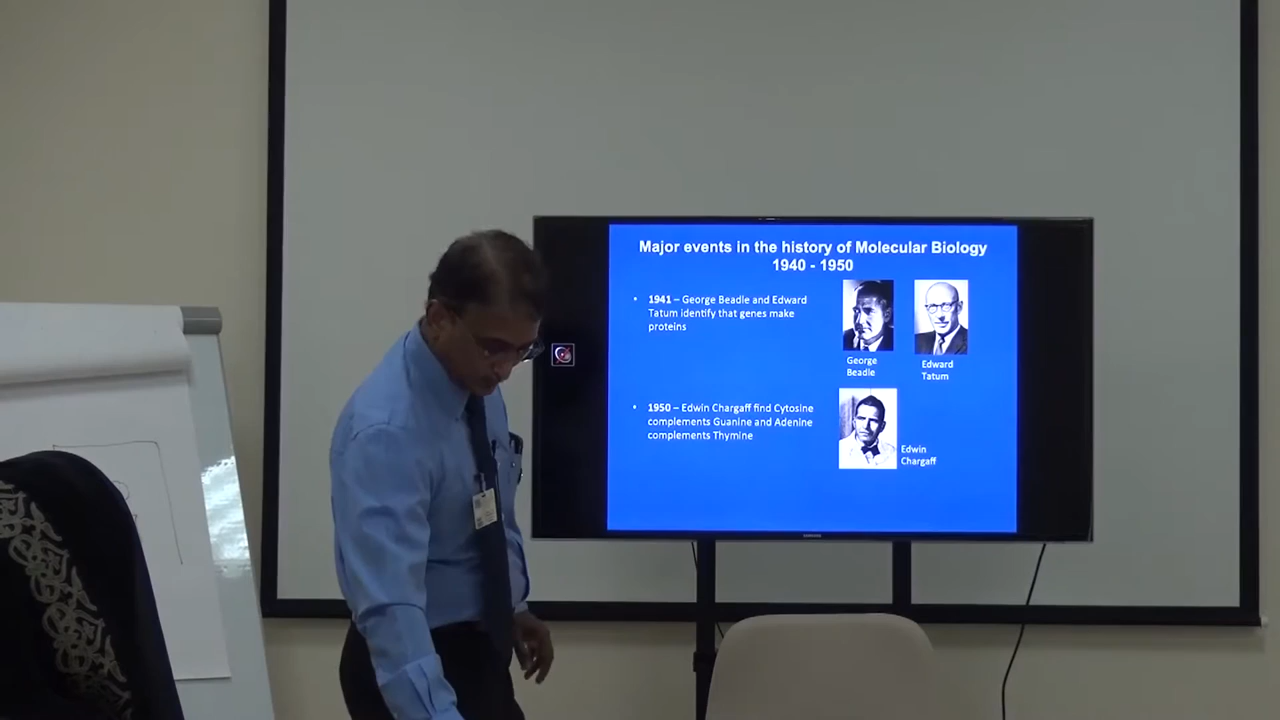 Major events in the history of Molecular Biology
1940 - 1950
• 1941 – George Beadle and Edward
Tatum identify that genes make
proteins
George
Beadle
Edward
Tatum
• 1950 – Edwin Chargaff find Cytosine
complements Guanine and Adenine
complements Thymine
Edwin
Chargaff
SAMSUNG